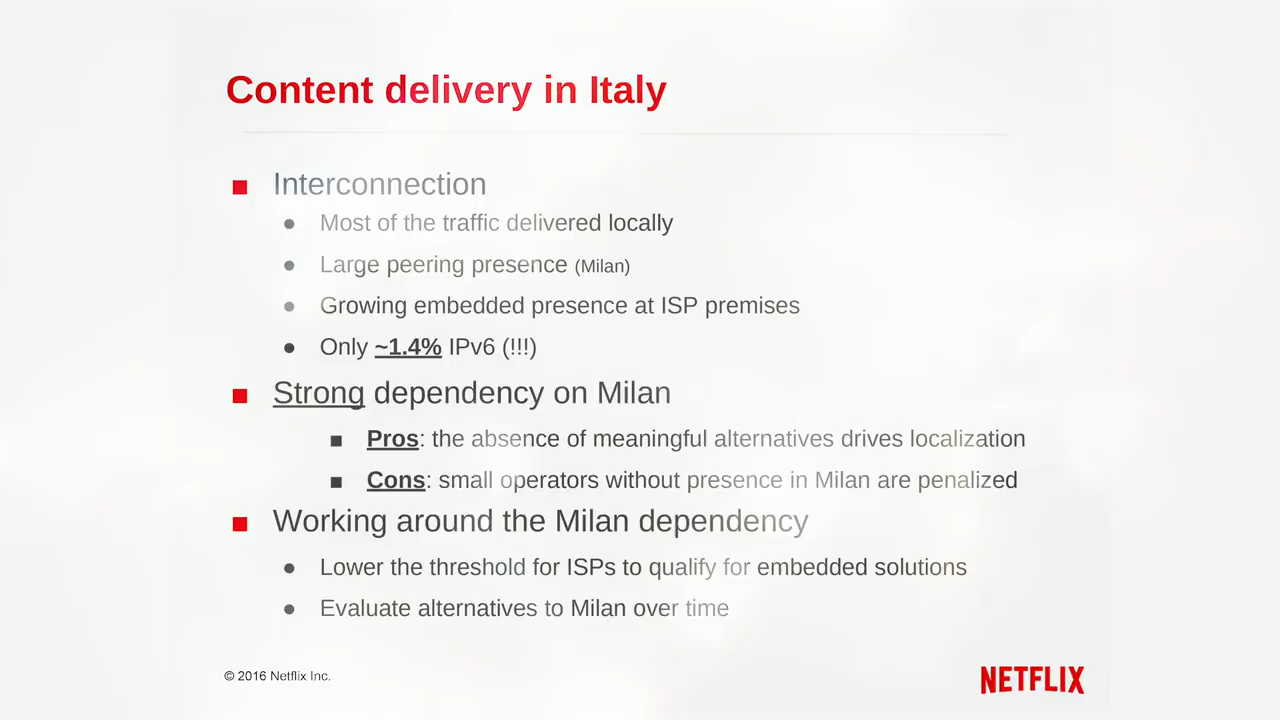 Content delivery in Italy
■ Interconnection
● Most of the traffic delivered locally
● Large peering presence (Milan)
● Growing embedded presence at ISP premises
● Only ~1.4% IPv6 (!!!)
■ Strong dependency on Milan
■ Pros: the absence of meaningful alternatives drives localization
■ Cons: small operators without presence in Milan are penalized
■ Working around the Milan dependency
● Lower the threshold for ISPs to qualify for embedded solutions
● Evaluate alternatives to Milan over time
© 2016 Netflix Inc.
NETFLIX